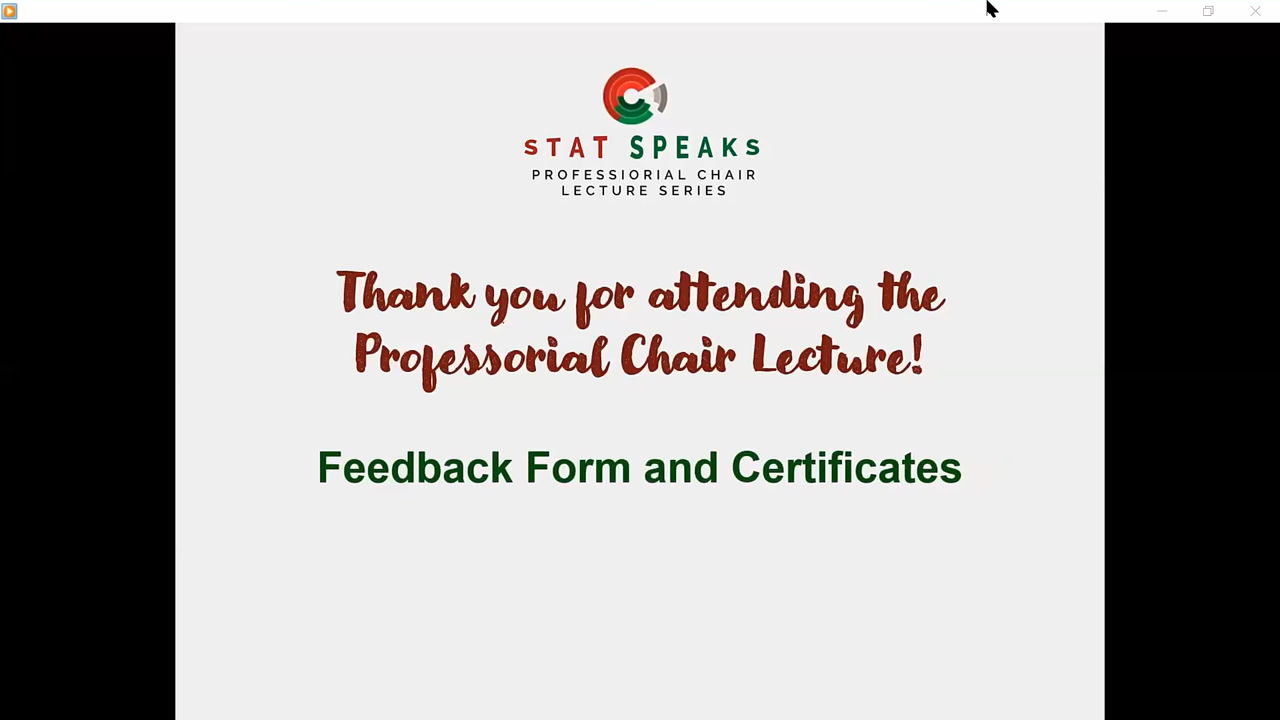 STAT SPEAKS
PROFESSIORIAL CHAIR
LECTURE SERIES
Thank you for attending the
Professorial Chair Lecture!
Feedback Form and Certificates